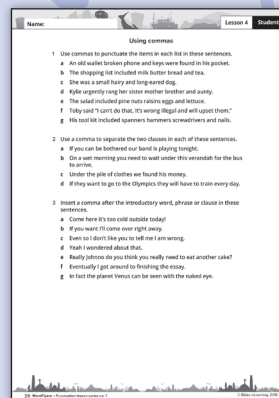 Name:
Lesson 4
Student
Using commas
1 Use commas to punctuate the items in each list in these sentences.
a An old wallet broken phone and keys were found in his pocket.
b The shopping list included milk butter bread and tea.
c She was a small hairy and long-eared dog.
d Kylie urgently rang her sister mother brother and aunty.
e The salad included pine nuts raisins eggs and lettuce.
f Toby said "I can't do that, it's wrong illegal and will upset them."
g His tool kit included spanners hammers screwdrivers and nails.
2 Use a comma to separate the two clauses in each of these sentences.
a If you can be bothered our band is playing tonight.
b On a wet morning you need to wait under this verandah for the bus
to arrive.
c Under the pile of clothes we found his money.
d If they want to go to the Olympics they will have to train every day.
3 Insert a comma after the introductory word, phrase or clause in these
sentences.
a Come here it's too cold outside today!
b If you want I'll come over right away.
c Even so I don't like you to tell me I am wrong.
d Yeah I wondered about that.
e Really Johnno do you think you really need to eat another cake?
f Eventually I got around to finishing the essay.
g In fact the planet Venus can be seen with the naked eye.